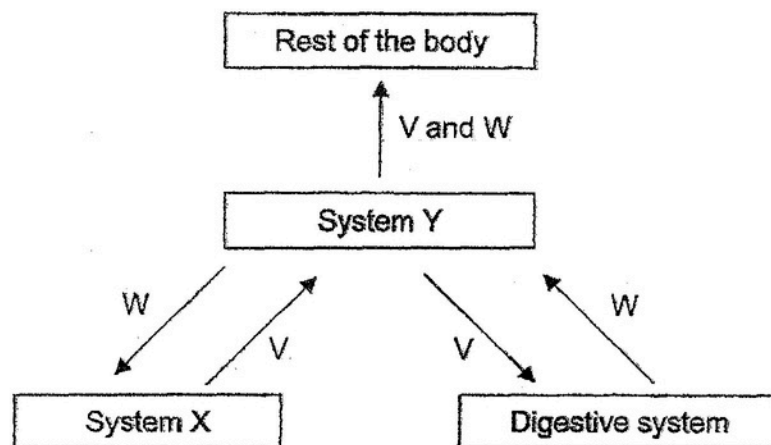 Rest of the body
V and W
System Y
W
V
V
W
System X
Digestive system